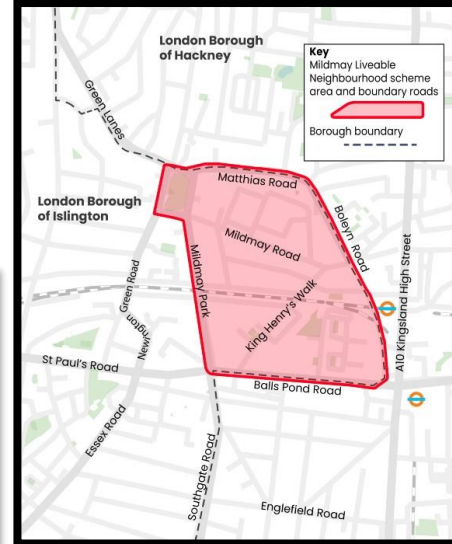 London Borough
of Hackney
Key
Mildmay Liveable
Neighbourhood scheme
area and boundary roads
Borough boundary
Green Lanes
Matthias Road
London Borough
of Islington
Boleyn Road
Mildmay Road
Mildmay Park
Green Road
Newington
King Henry's Walk
A10 Kingsland High Street
St Paul's Road
Balls Pond Road
Essex Road
Southgate Road
Englefield Road